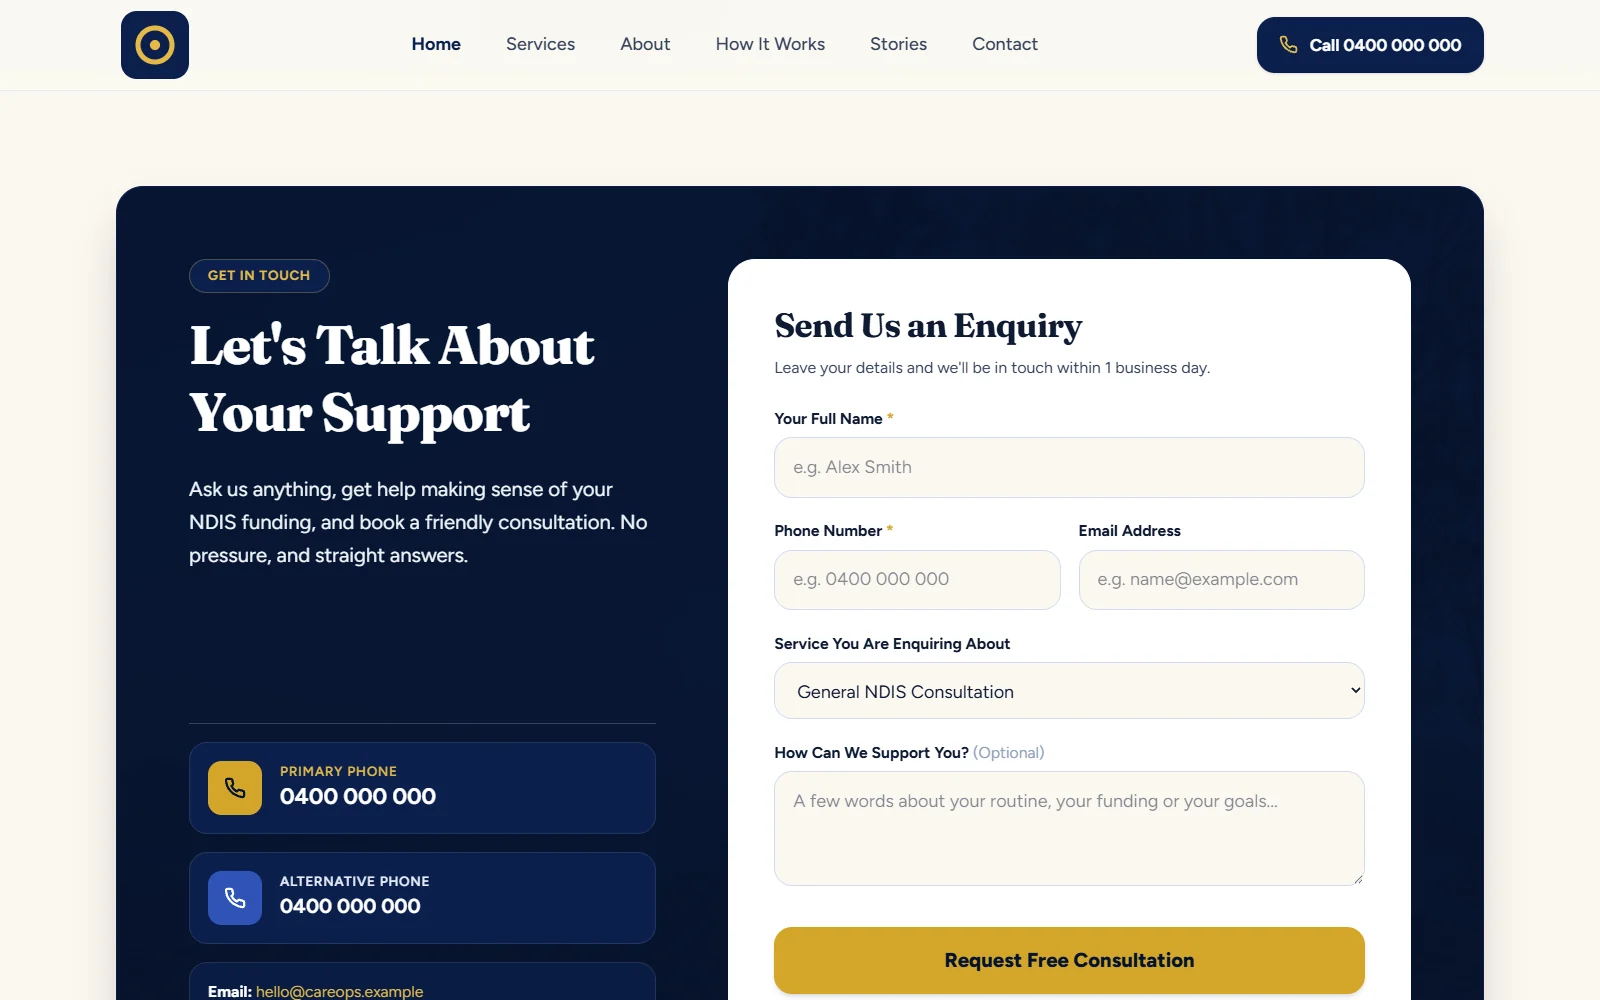 Home
Services
About
How It Works
Stories
Contact
Call 0400 000 000
GET IN TOUCH
Let's Talk About
Your Support
Ask us anything, get help making sense of your
NDIS funding, and book a friendly consultation. No
pressure, and straight answers.
PRIMARY PHONE
0400 000 000
ALTERNATIVE PHONE
0400 000 000
Email: hello@careops.example
Send Us an Enquiry
Leave your details and we'll be in touch within 1 business day.
Your Full Name *
e.g. Alex Smith
Phone Number *
e.g. 0400 000 000
Email Address
e.g. name@example.com
Service You Are Enquiring About
General NDIS Consultation
How Can We Support You? (Optional)
A few words about your routine, your funding or your goals...
Request Free Consultation